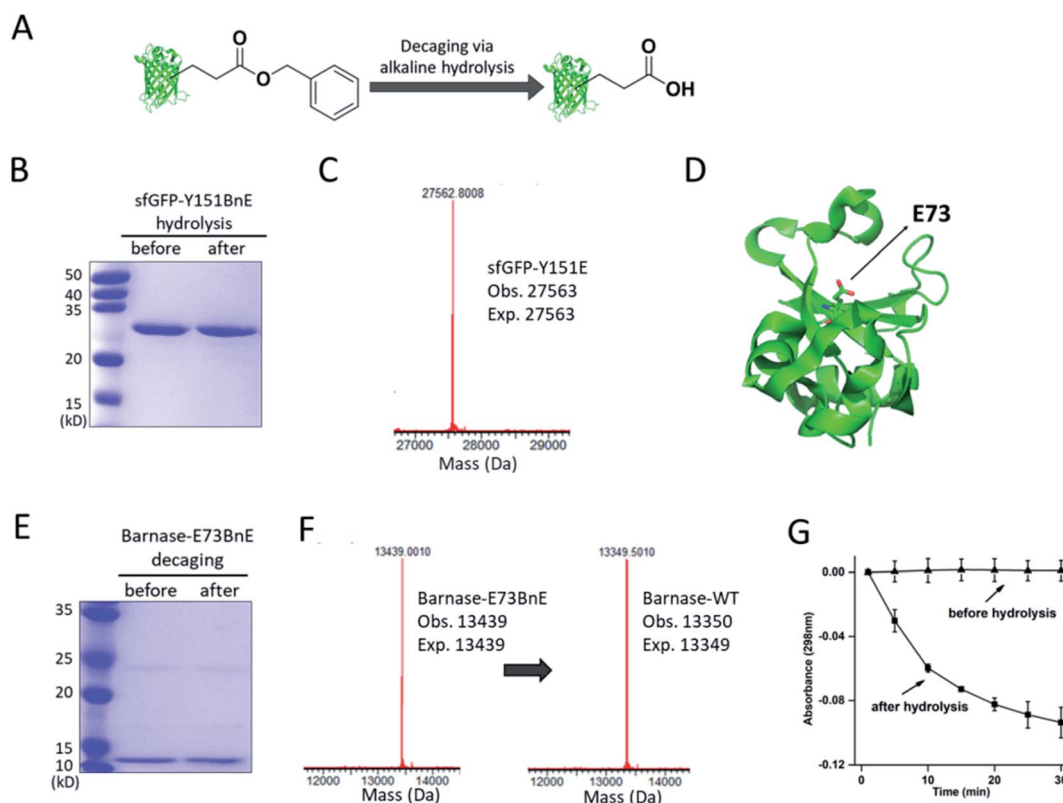 A
O
O
Decaging via
alkaline hydrolysis
O
OH
B
sfGFP-Y151BnE
hydrolysis
before after
50
40
35
20
15
(kD)
C
27562.8008
sfGFP-Y151E
Obs. 27563
Exp. 27563
27000 28000 29000
Mass (Da)
D
E73
E
Barnase-E73BnE
decaging
before after
35
25
20
15
10
(kD)
F
13439.0010
Barnase-E73BnE
Obs. 13439
Exp. 13439
12000 13000 14000
Mass (Da)
13349.5010
Barnase-WT
Obs. 13350
Exp. 13349
12000 13000 14000
Mass (Da)
G
Absorbance (298nm)
0.00
-0.04
-0.08
-0.12
before hydrolysis
after hydrolysis
0 10 20 30
Time (min)